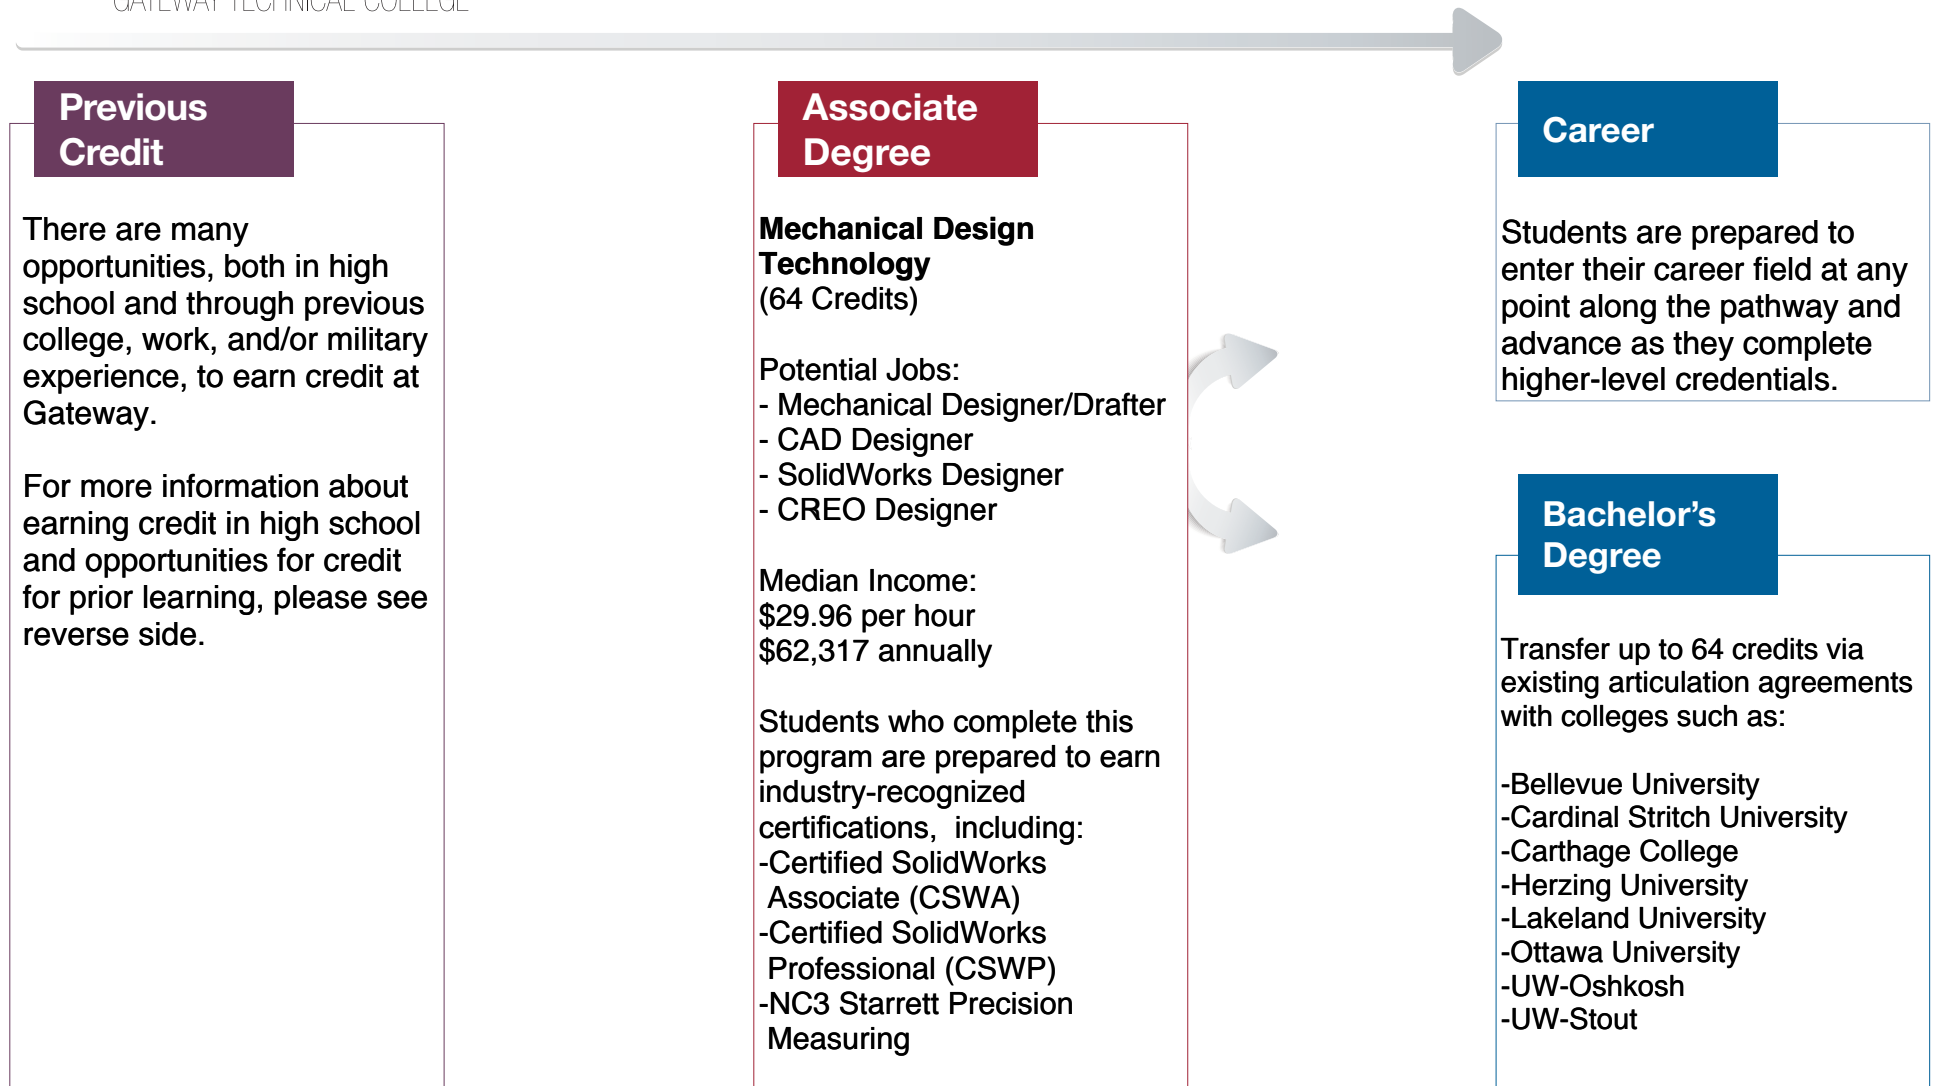 GATEWAY TECHNICAL COLLEGE
Previous
Credit
There are many
opportunities, both in high
school and through previous
college, work, and/or military
experience, to earn credit at
Gateway.
For more information about
earning credit in high school
and opportunities for credit
for prior learning, please see
reverse side.
Associate
Degree
Mechanical Design
Technology
(64 Credits)
Potential Jobs:
- Mechanical Designer/Drafter
- CAD Designer
- SolidWorks Designer
- CREO Designer
Median Income:
$29.96 per hour
$62,317 annually
Students who complete this
program are prepared to earn
industry-recognized
certifications,  including:
-Certified SolidWorks
Associate (CSWA)
-Certified SolidWorks
Professional (CSWP)
-NC3 Starrett Precision
Measuring
Career
Students are prepared to
enter their career field at any
point along the pathway and
advance as they complete
higher-level credentials.
Bachelor’s
Degree
Transfer up to 64 credits via
existing articulation agreements
with colleges such as:
-Bellevue University
-Cardinal Stritch University
-Carthage College
-Herzing University
-Lakeland University
-Ottawa University
-UW-Oshkosh
-UW-Stout